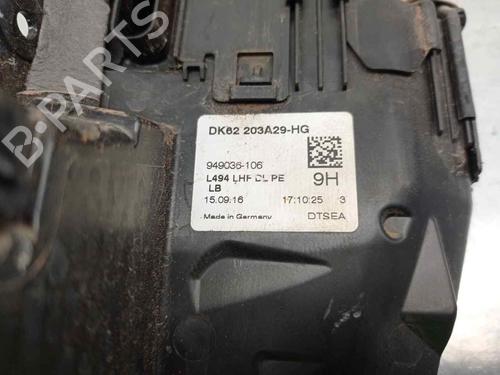 B-PARTS
DK62 203A29-HG
949036-106
L494 LHF DL PE
LB
9H
15.09.16 17:10:25 3
Made in Germany DTSEA